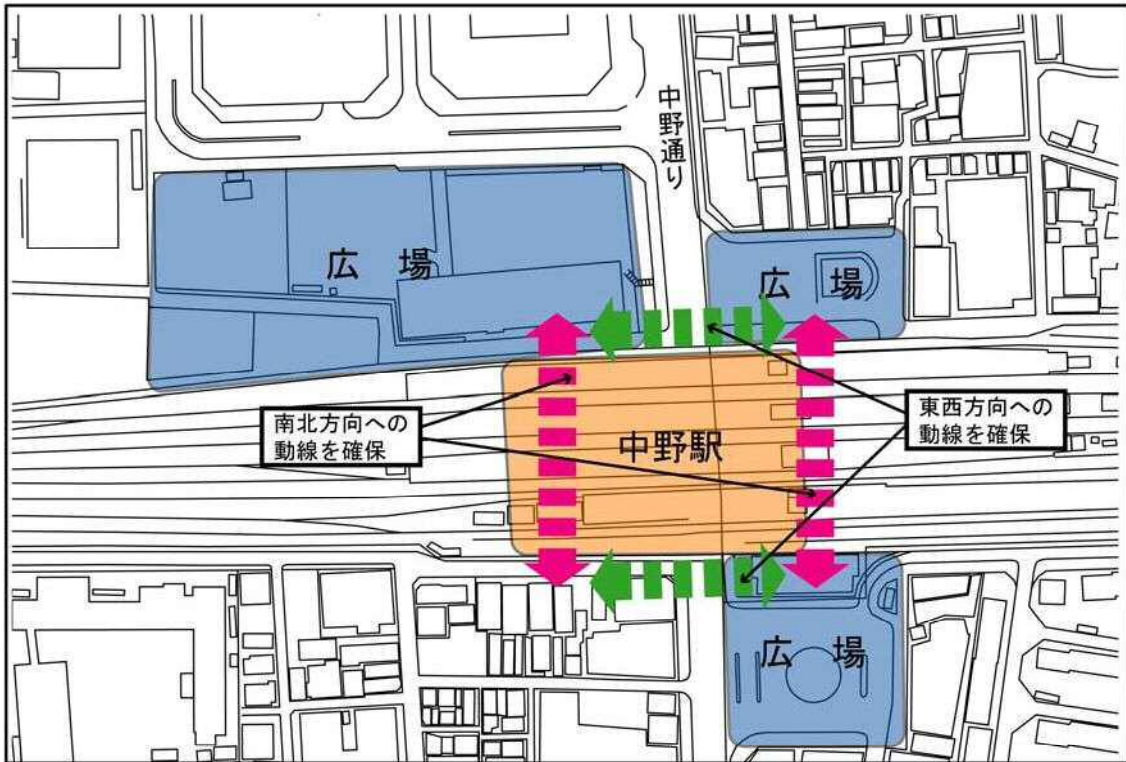 中野通り
広　場
広　場
南北方向への
動線を確保
中野駅
東西方向への
動線を確保
広　場